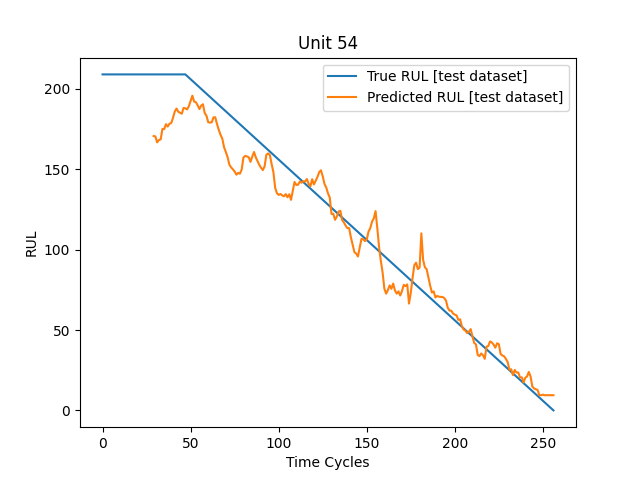 Unit 54
True RUL [test dataset]
Predicted RUL [test dataset]
RUL
200
150
100
50
0
0 50 100 150 200 250
Time Cycles